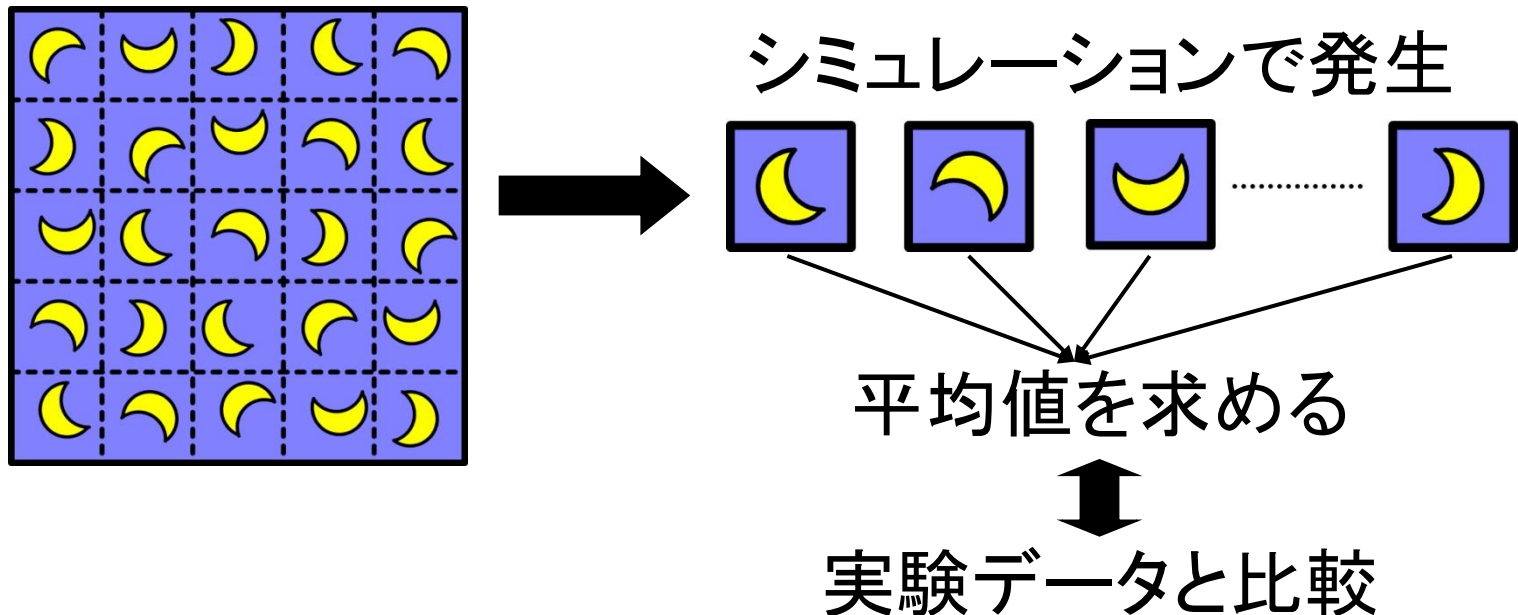 シミュレーションで発生
平均値を求める
実験データと比較